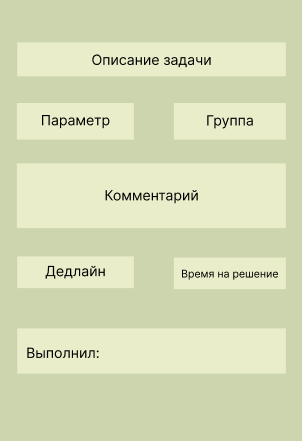 Описание задачи
Параметр
Группа
Комментарий
Дедлайн
Время на решение
Выполнил: